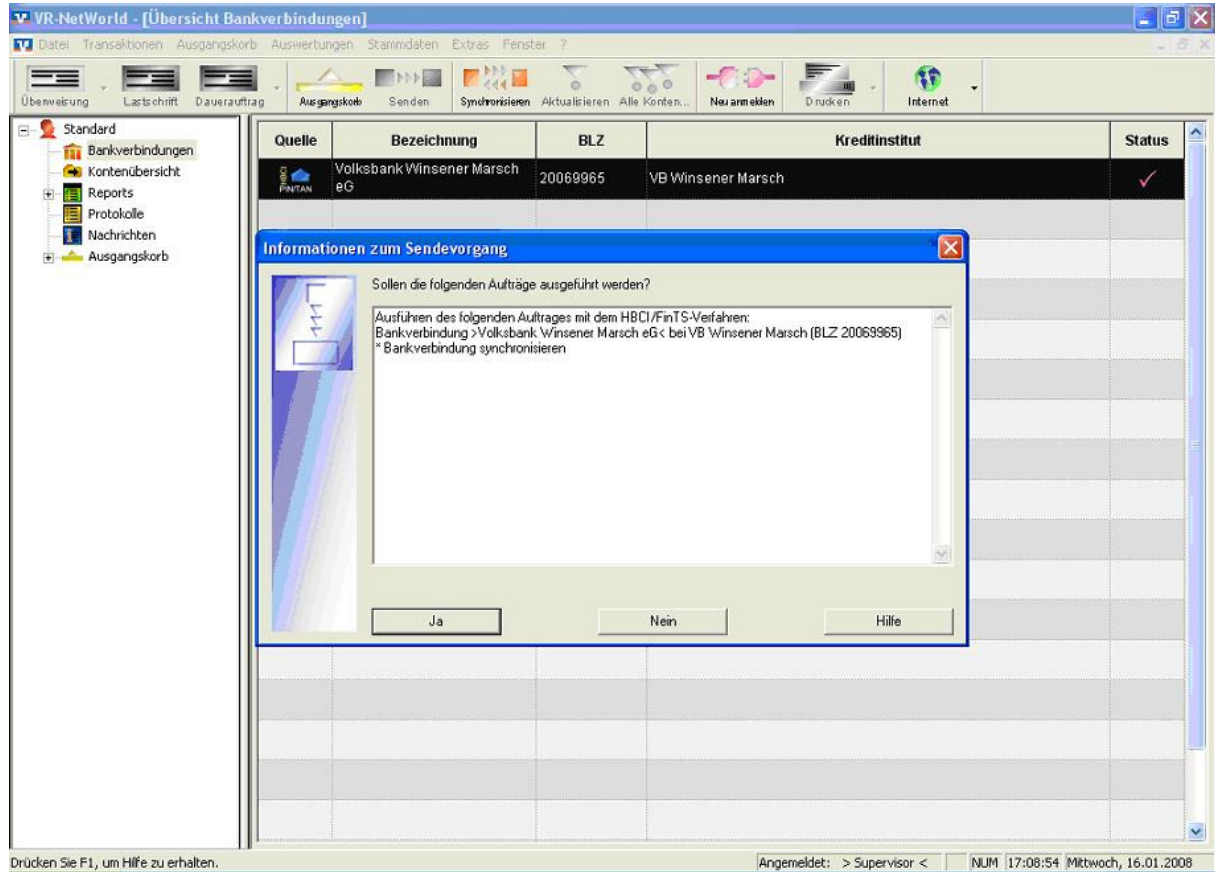 VR-NetWorld - [Übersicht Bankverbindungen]
Datei Transaktionen Ausgangskorb Auswertungen Stammdaten Extras Fenster ?
Überweisung Lastschrift Dauerauftrag Ausgangskorb Senden Synchronisieren Aktualisieren Alle Konten... Neu anmelden Drucken Internet
Standard
Bankverbindungen
Kontenübersicht
Reports
Protokolle
Nachrichten
Ausgangskorb
Quelle Bezeichnung BLZ Kreditinstitut Status
HBCI PIN/TAN
Volksbank Winsener Marsch
eG
20069965
VB Winsener Marsch
Informationen zum Sendevorgang
Sollen die folgenden Aufträge ausgeführt werden?
Ausführen des folgenden Auftrages mit dem HBCI/FinTS-Verfahren:
Bankverbindung >Volksbank Winsener Marsch eG< bei VB Winsener Marsch (BLZ 20069965)
* Bankverbindung synchronisieren
Ja Nein Hilfe
Drücken Sie F1, um Hilfe zu erhalten.
Angemeldet: > Supervisor < NUM 17:08:54 Mittwoch, 16.01.2008